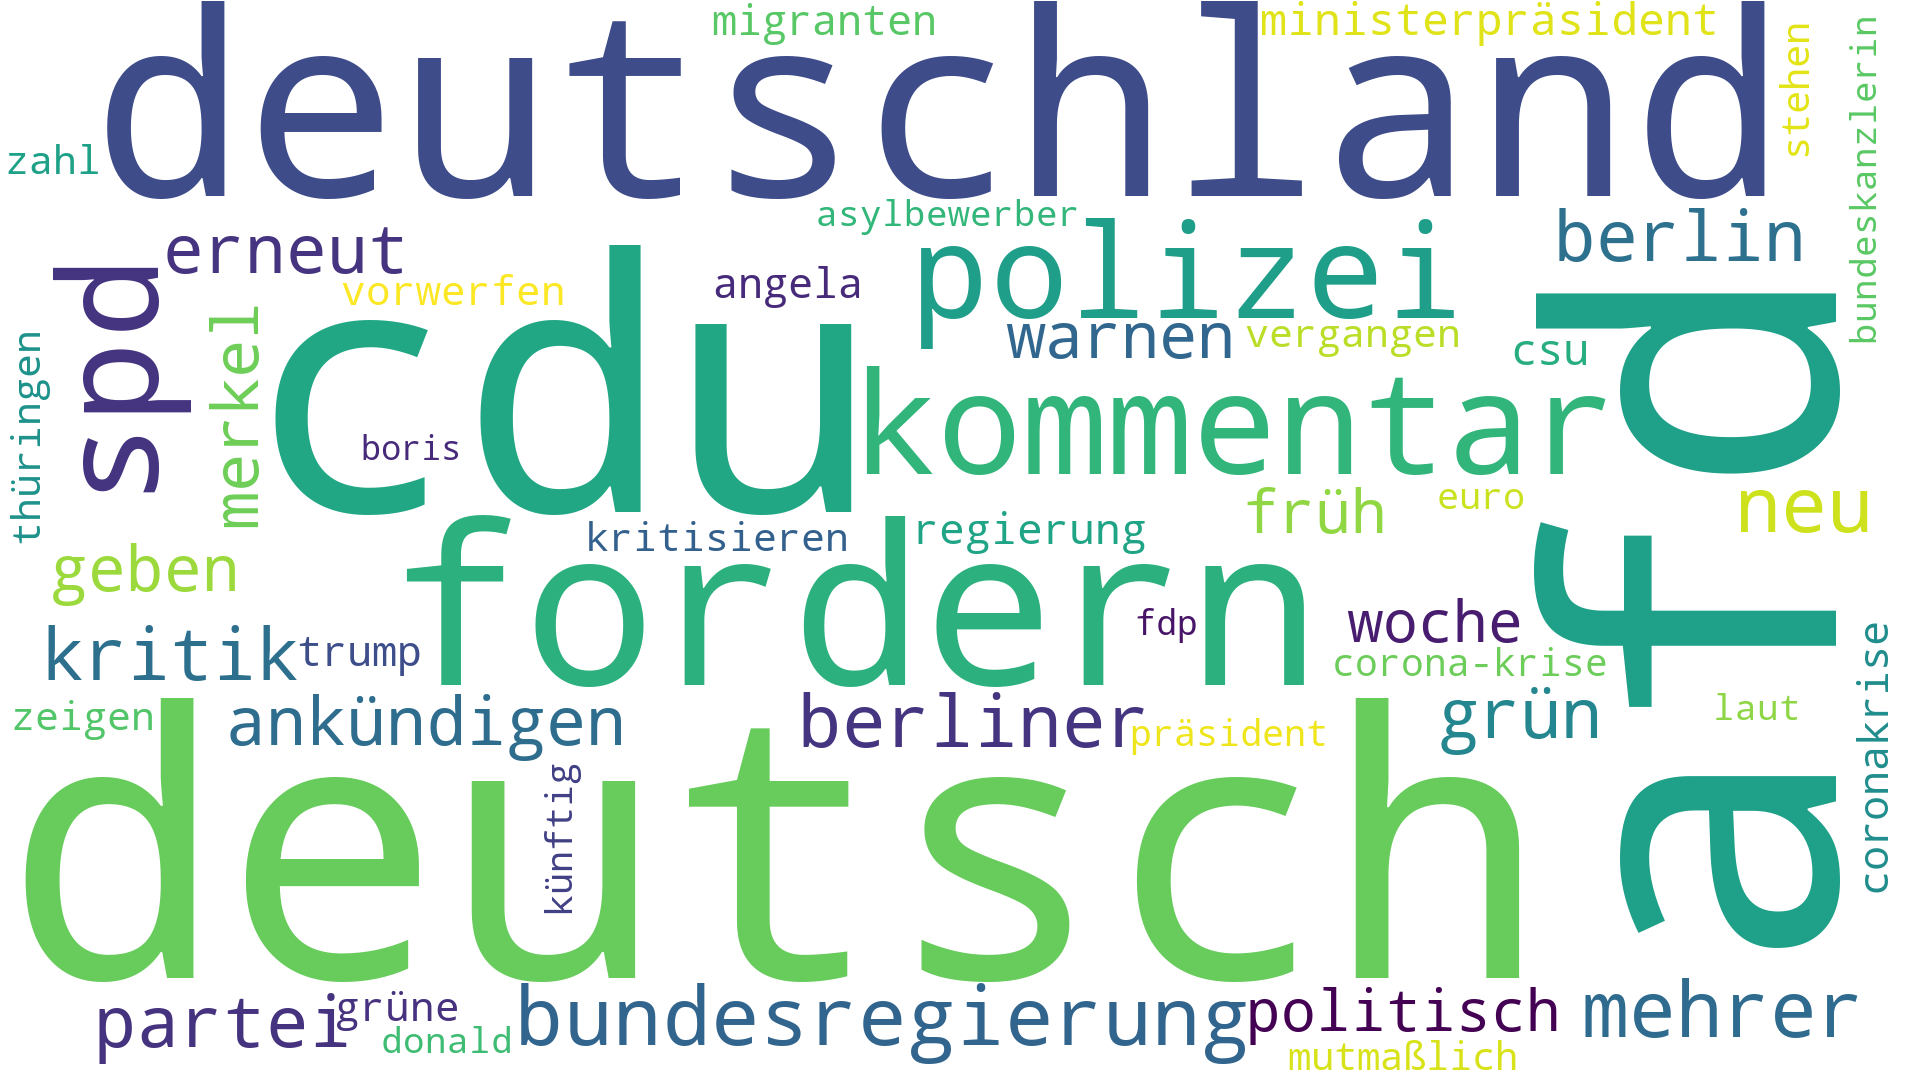 migranten
ministerpräsident
deutschland
stehen
bundeskanzlerin
zahl
asylbewerber
erneut
polizei
berlin
spd
vorwerfen
angela
cdu
warnen
vergangen
csu
afd
thüringen
merkel
kommentar
boris
früh
euro
neu
kritisieren
regierung
geben
fordern
fdp
woche
kritik
trump
corona-krise
coronakrise
zeigen
ankündigen
berliner
präsident
grün
laut
deutsch
künftig
partei
grüne
donald
bundesregierung
politisch
mehrer
mutmaßlich